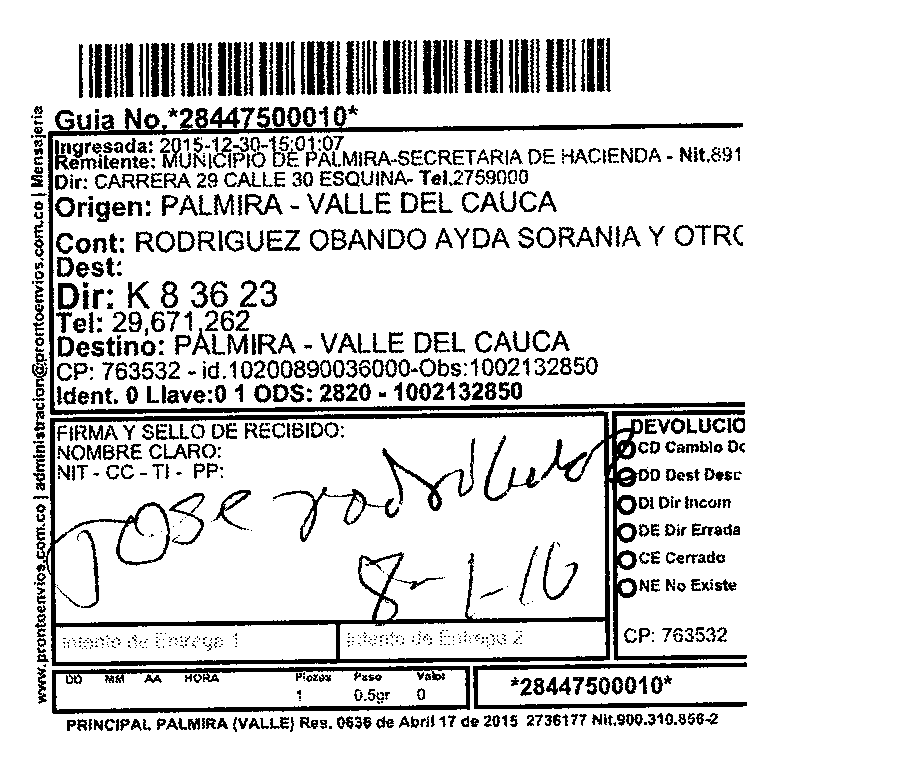 Guia No.*28447500010*
Ingresada: 2015-12-30-15:01:07
Remitente: MUNICIPIO DE PALMIRA-SECRETARIA DE HACIENDA - Nit.891
Dir: CARRERA 29 CALLE 30 ESQUINA- Tel.2759000
Origen: PALMIRA - VALLE DEL CAUCA
Cont: RODRIGUEZ OBANDO AYDA SORANIA Y OTRO
Dest:
Dir: K 8 36 23
Tel: 29,671,262
Destino: PALMIRA - VALLE DEL CAUCA
CP: 763532 - id.10200890036000-Obs:1002132850
Ident. 0 Llave:0 1 ODS: 2820 - 1002132850
www.prontoenvios.com.co | administracion@prontoenvios.com.co | Mensajeria
FIRMA Y SELLO DE RECIBIDO:
NOMBRE CLARO:
NIT - CC - TI - PP:
Jose
8-1-16
Intento de Entrega 1
Intento de Entrega 2
DEVOLUCIO
CD Cambio Do
DD Dest Desc
DI Dir Incom
DE Dir Errada
CE Cerrado
NE No Existe
CP: 763532
DD MM AA HORA Piezas Peso Valor
1 0.5gr 0
*28447500010*
PRINCIPAL PALMIRA (VALLE) Res. 0636 de Abril 17 de 2015 2736177 Nit.900.310.856-2